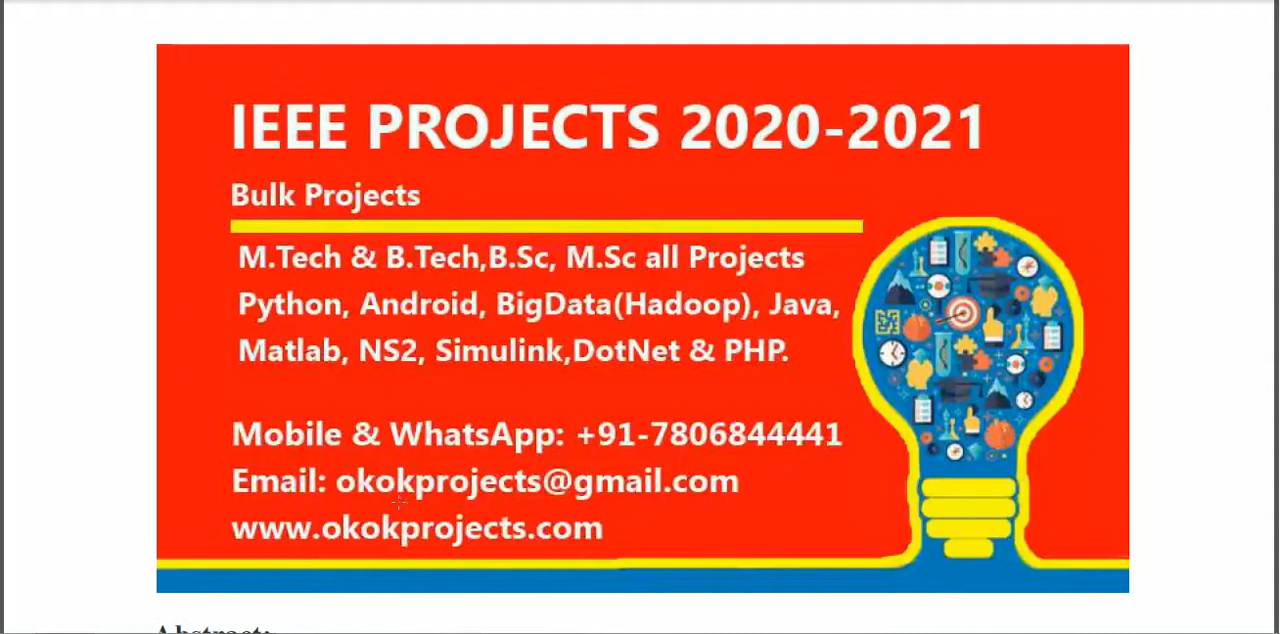 IEEE PROJECTS 2020-2021
Bulk Projects
M.Tech & B.Tech,B.Sc, M.Sc all Projects
Python, Android, BigData(Hadoop), Java,
Matlab, NS2, Simulink,DotNet & PHP.
Mobile & WhatsApp: +91-7806844441
Email: okokprojects@gmail.com
www.okokprojects.com
Abstract: